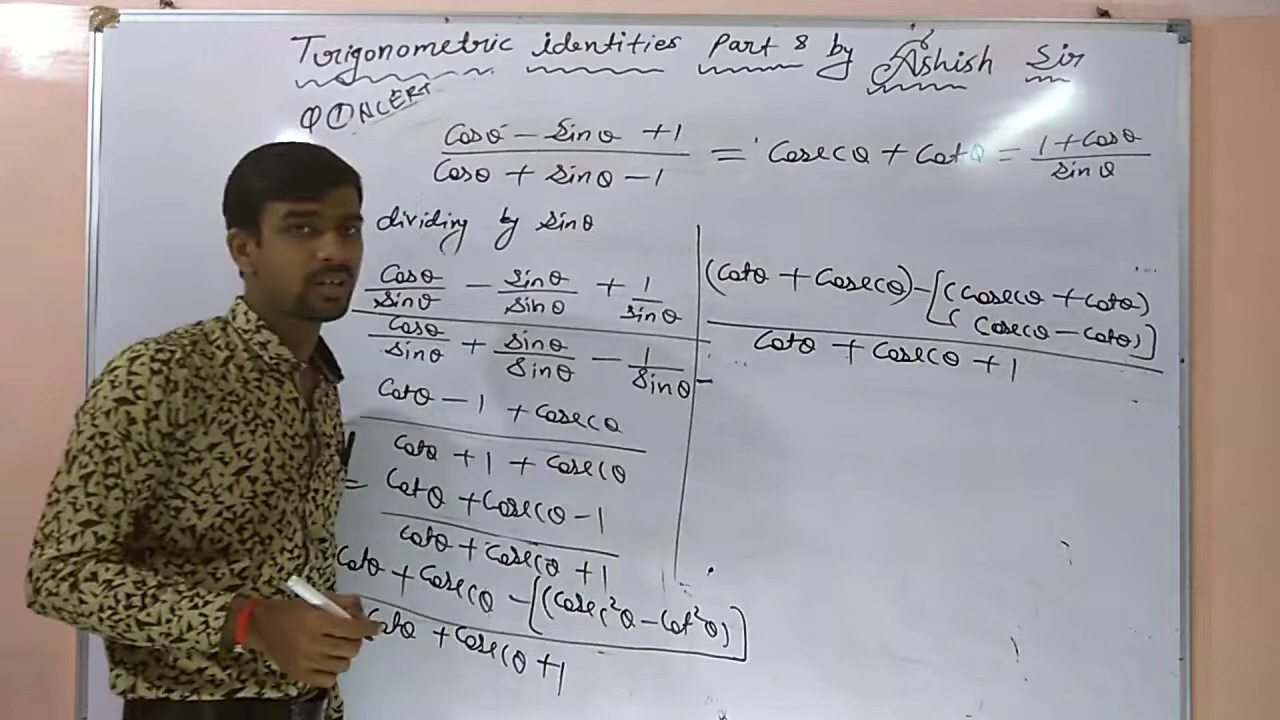 Trigonometric identities Part 8 by Ashish Sir
Q ① NCERT
cosθ - sinθ + 1 / cosθ + sinθ - 1 = cosecθ + cotθ = 1 + cosθ / sinθ
dividing by sinθ
cosθ/sinθ - sinθ/sinθ + 1/sinθ
cosθ/sinθ + sinθ/sinθ - 1/sinθ
cotθ - 1 + cosecθ
cotθ + 1 + cosecθ
= cotθ + cosecθ - 1
cotθ + cosecθ + 1
cotθ + cosecθ - [(cosec²θ - cot²θ)]
cotθ + cosecθ + 1
(cotθ + cosecθ) - [(cosecθ + cotθ)
(cosecθ - cotθ)]
cotθ + cosecθ + 1